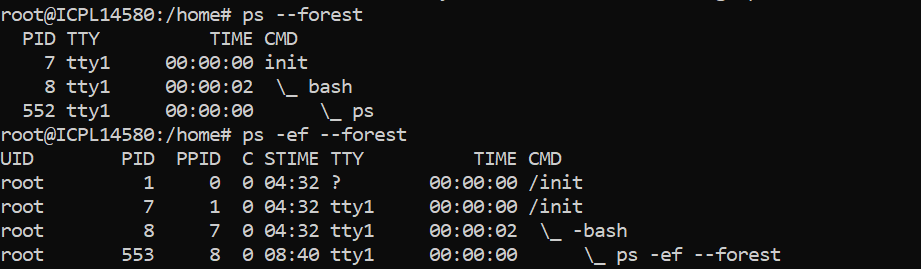 root@ICPL14580:/home# ps --forest
  PID TTY          TIME CMD
    7 tty1     00:00:00 init
    8 tty1     00:00:02  \_ bash
  552 tty1     00:00:00      \_ ps
root@ICPL14580:/home# ps -ef --forest
UID        PID  PPID  C STIME TTY          TIME CMD
root         1     0  0 04:32 ?        00:00:00 /init
root         7     1  0 04:32 tty1     00:00:00 /init
root         8     7  0 04:32 tty1     00:00:02  \_ -bash
root       553     8  0 08:40 tty1     00:00:00      \_ ps -ef --forest